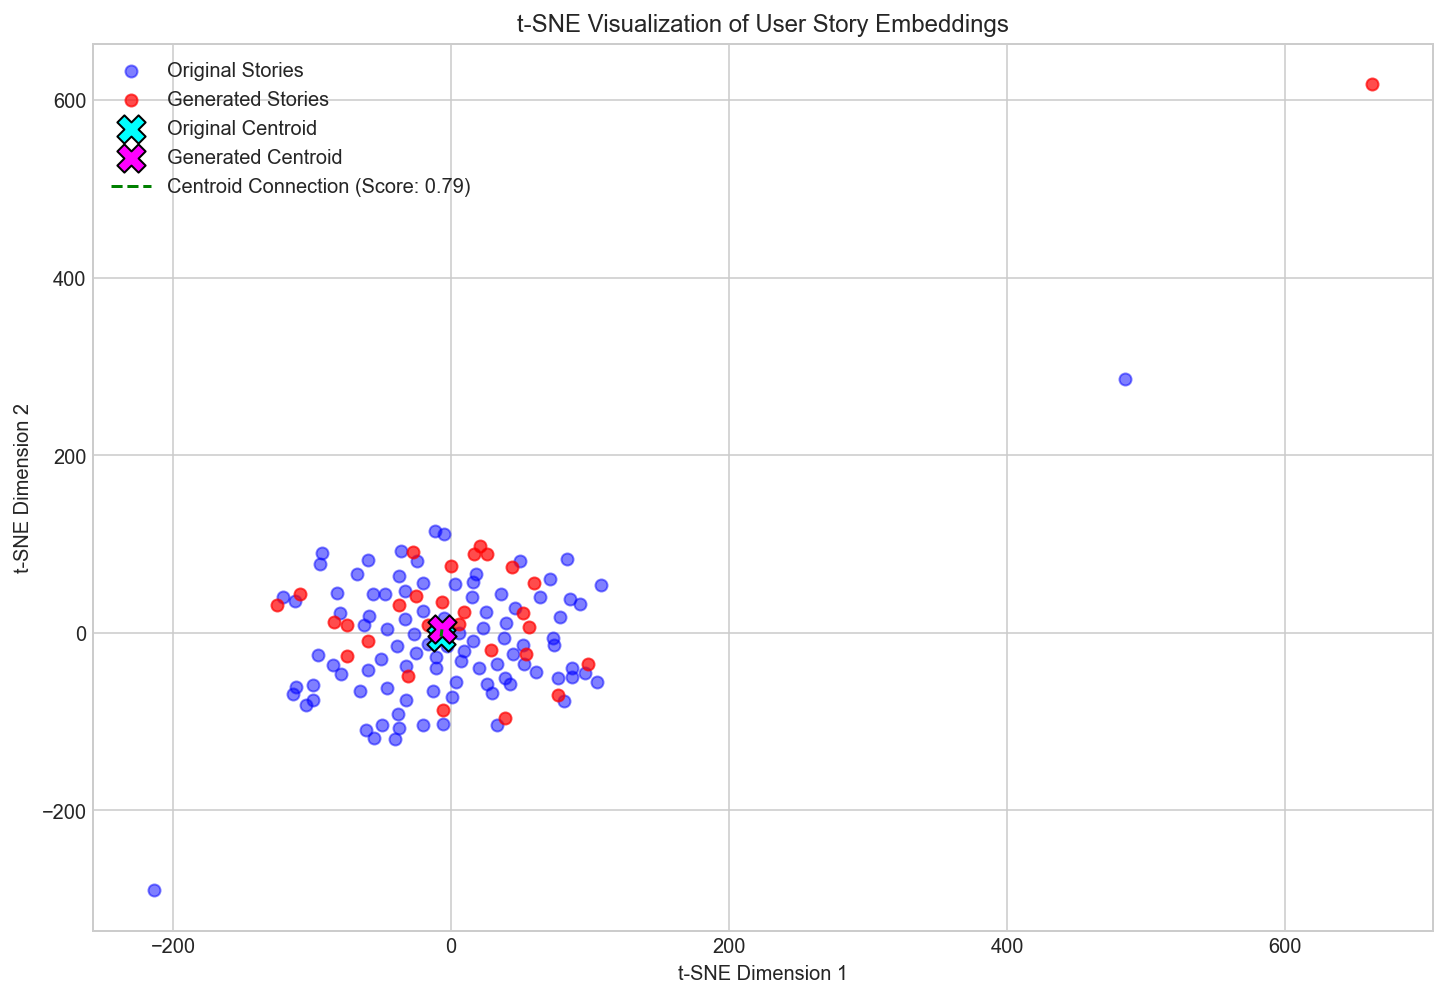 t-SNE Visualization of User Story Embeddings
Original Stories
Generated Stories
Original Centroid
Generated Centroid
Centroid Connection (Score: 0.79)
600
400
200
0
−200
t-SNE Dimension 2
−200
0
200
400
600
t-SNE Dimension 1